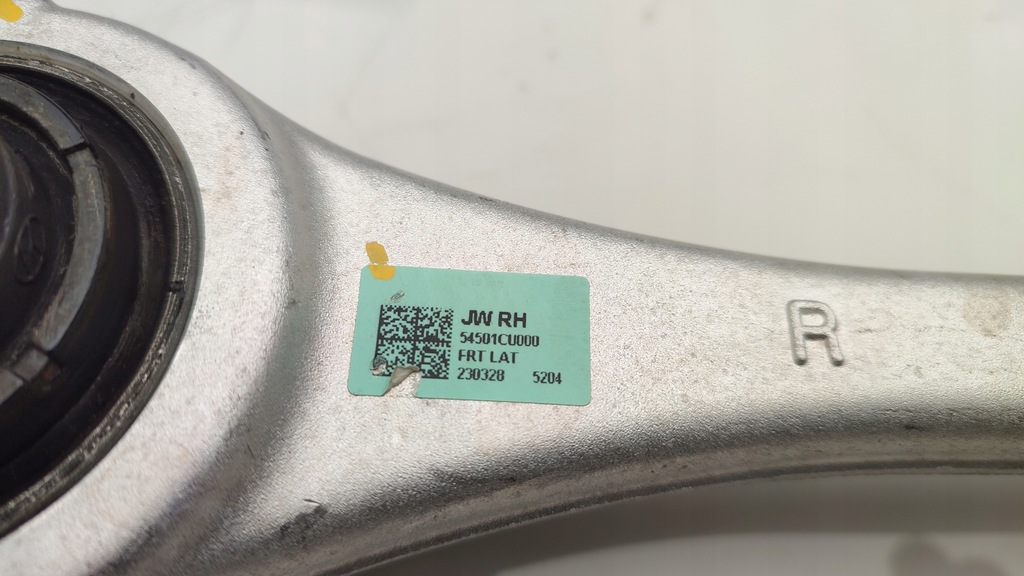 JW RH
54501CU000
FRT LAT
230328 5204
R